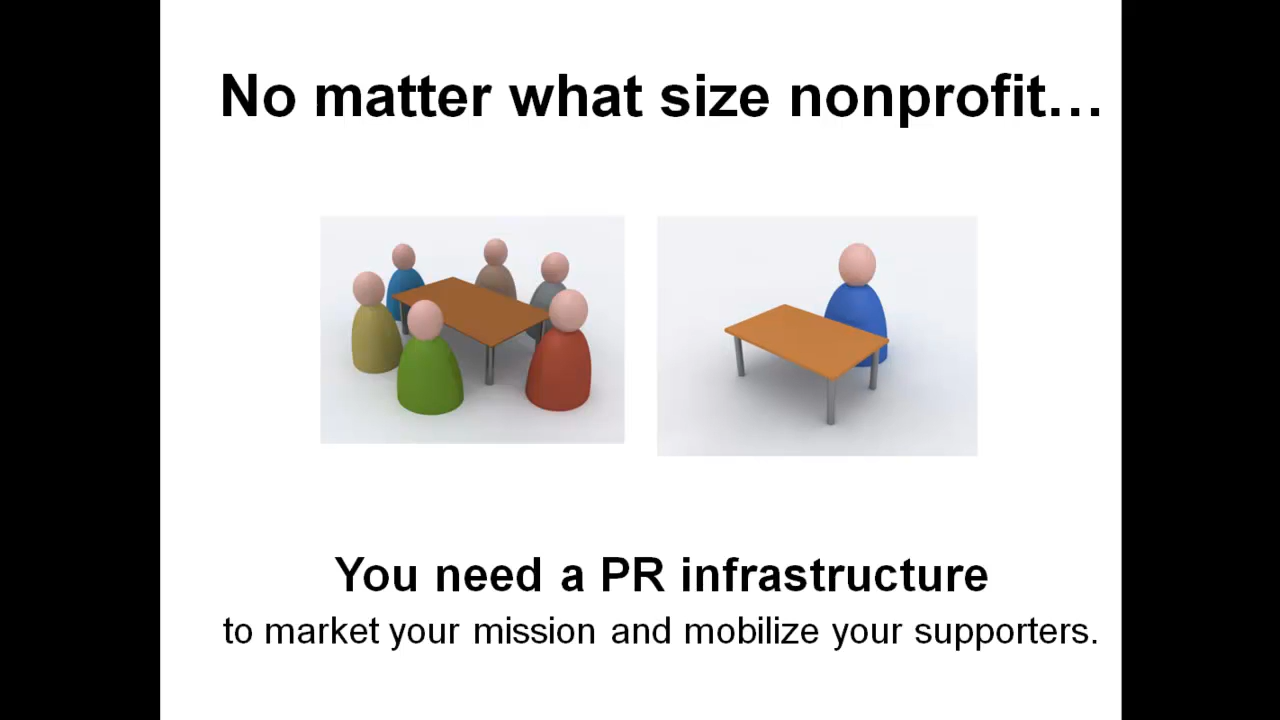 No matter what size nonprofit…
You need a PR infrastructure
to market your mission and mobilize your supporters.